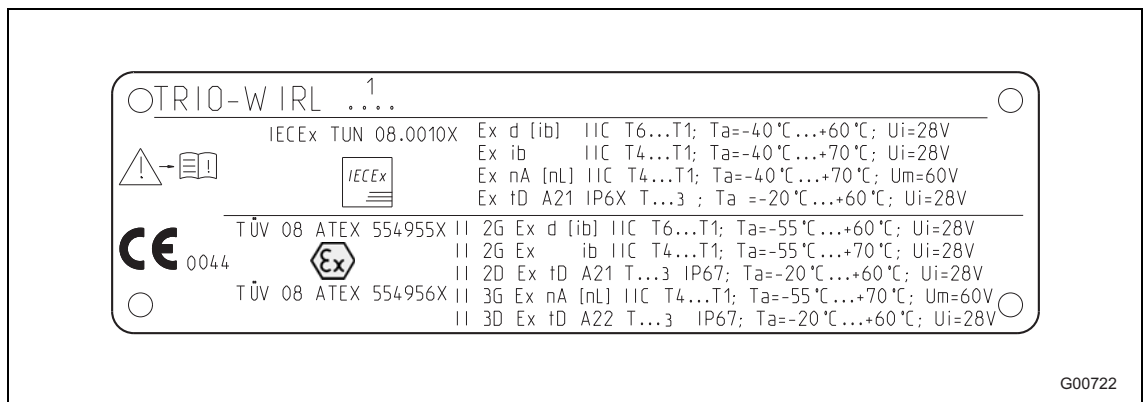 TRIO-WIRL 1....
IECEx TUN 08.0010X Ex d [ib] IIC T6...T1; Ta=-40°C...+60°C; Ui=28V
Ex ib IIC T4...T1; Ta=-40°C...+70°C; Ui=28V
IECEx Ex nA [nL] IIC T4...T1; Ta=-40°C...+70°C; Um=60V
Ex tD A21 IP6X T...3 ; Ta =-20°C...+60°C; Ui=28V
TÜV 08 ATEX 554955X II 2G Ex d [ib] IIC T6...T1; Ta=-55°C...+60°C; Ui=28V
CE 0044 Ex II 2G Ex ib IIC T4...T1; Ta=-55°C...+70°C; Ui=28V
II 2D Ex tD A21 T...3 IP67; Ta=-20°C...+60°C; Ui=28V
TÜV 08 ATEX 554956X II 3G Ex nA [nL] IIC T4...T1; Ta=-55°C...+70°C; Um=60V
II 3D Ex tD A22 T...3 IP67; Ta=-20°C...+60°C; Ui=28V
G00722